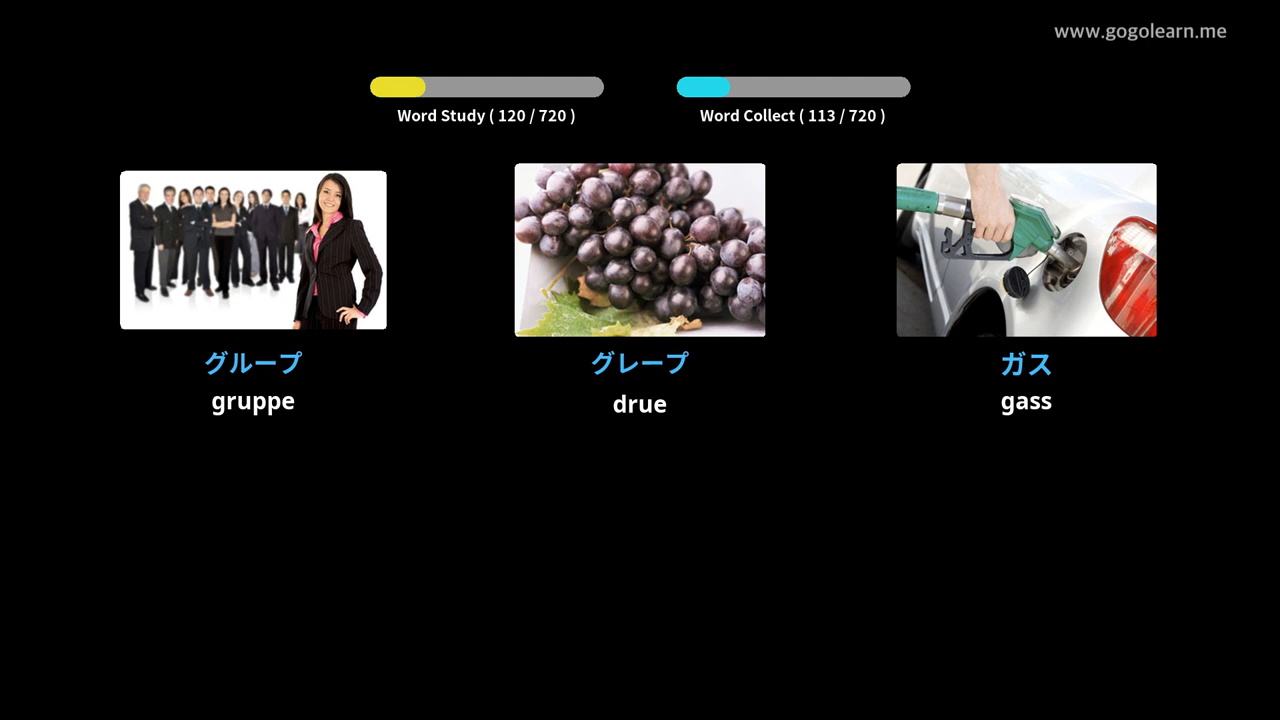 www.gogolearn.me
Word Study ( 120 / 720 )
Word Collect ( 113 / 720 )
グループ
gruppe
グレープ
drue
ガス
gass